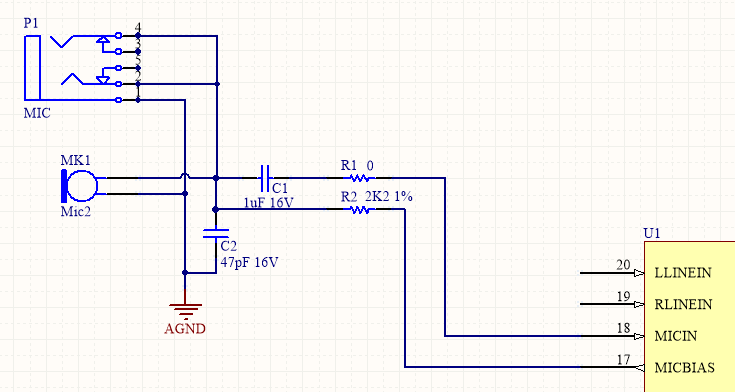 P1
4
3
5
2
1
MIC
MK1
Mic2
R1 0
C1
1uF 16V
R2 2K2 1%
C2
47pF 16V
AGND
U1
20 LLINEIN
19 RLINEIN
18 MICIN
17 MICBIAS